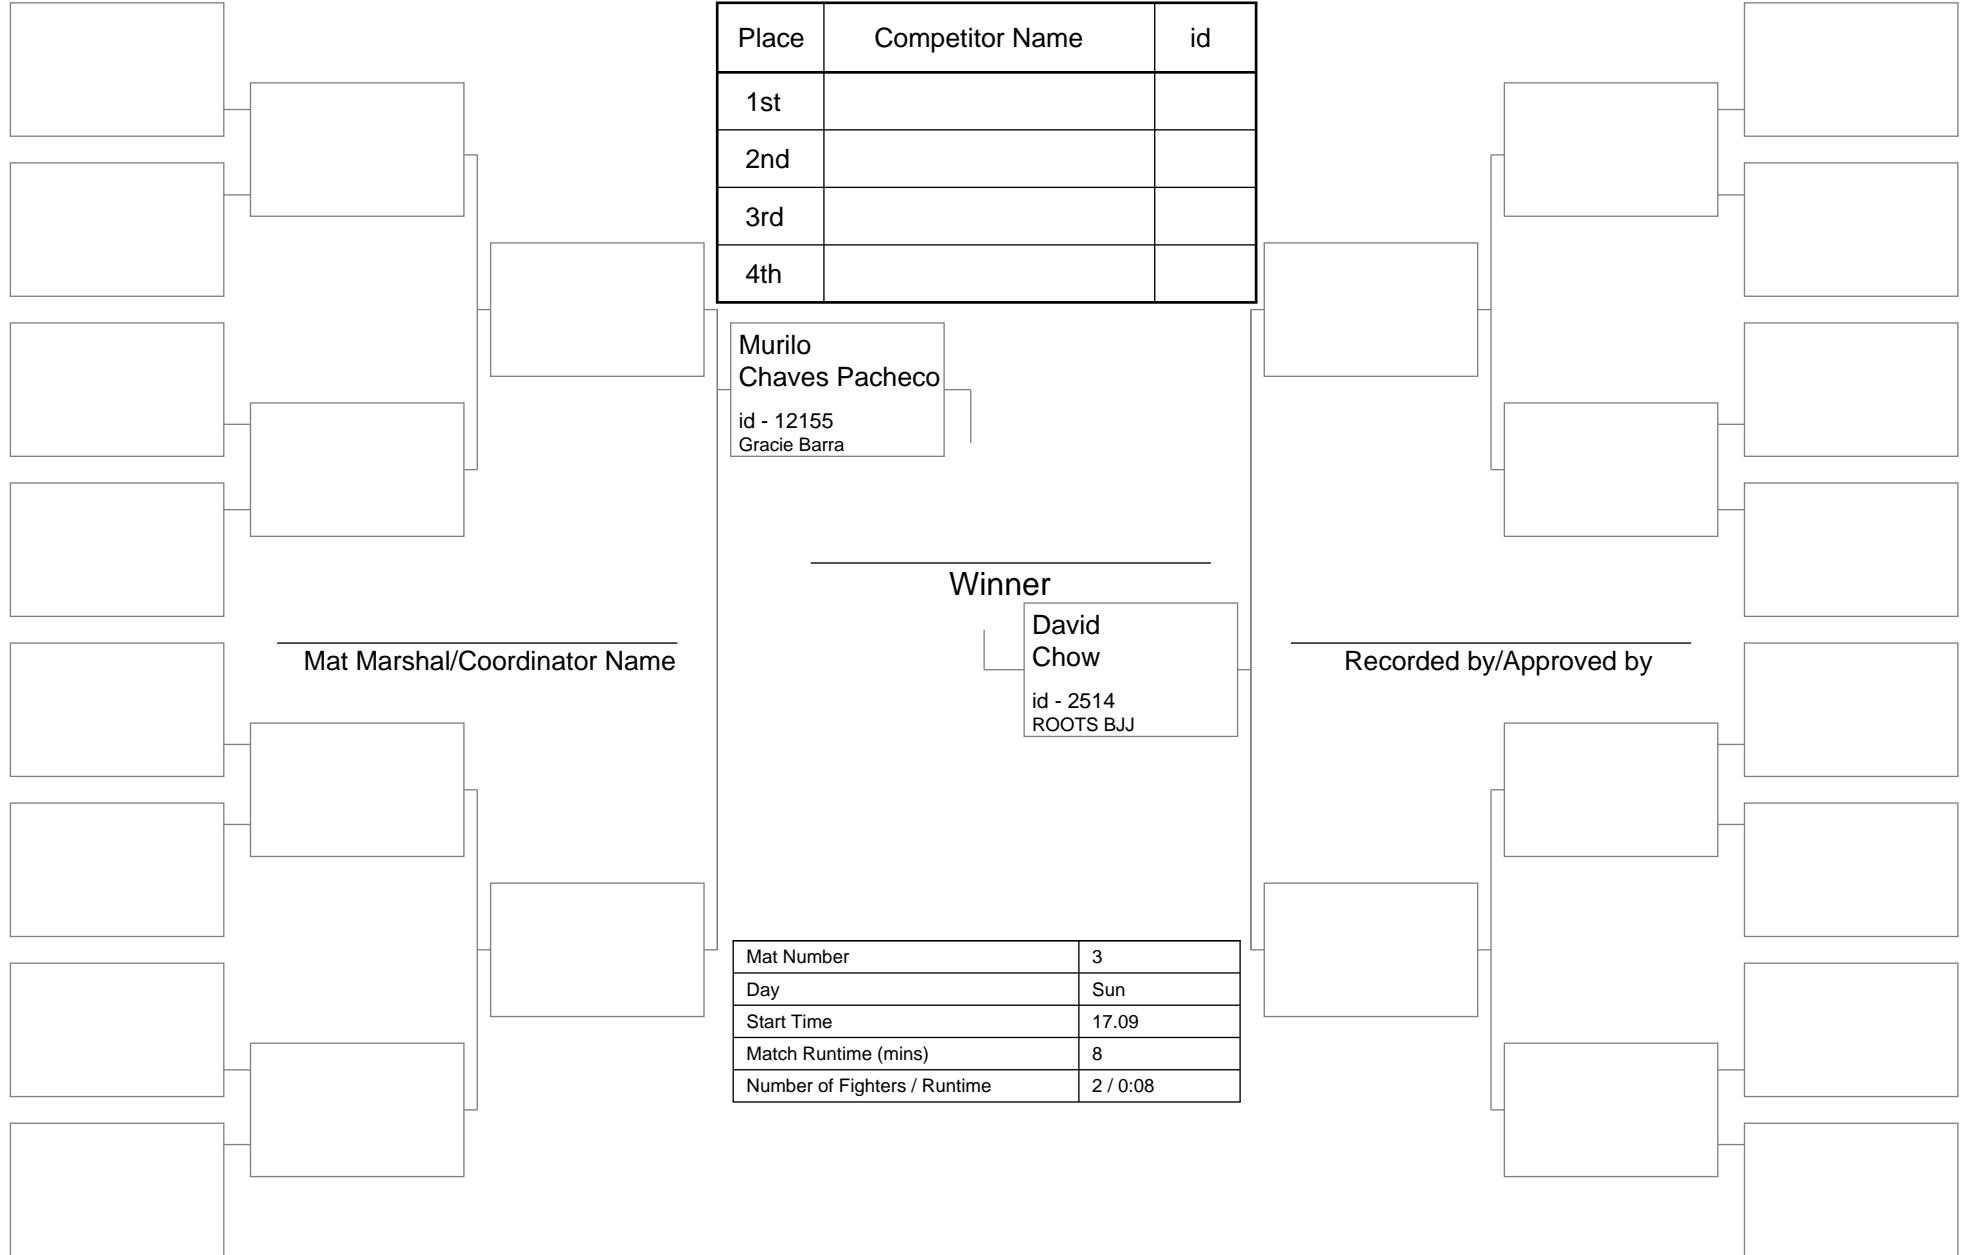 Place Competitor Name id
1st
2nd
3rd
4th
Murilo
Chaves Pacheco
id - 12155
Gracie Barra
Winner
David
Chow
id - 2514
ROOTS BJJ
Mat Marshal/Coordinator Name
Recorded by/Approved by
Mat Number 3
Day Sun
Start Time 17.09
Match Runtime (mins) 8
Number of Fighters / Runtime 2 / 0:08